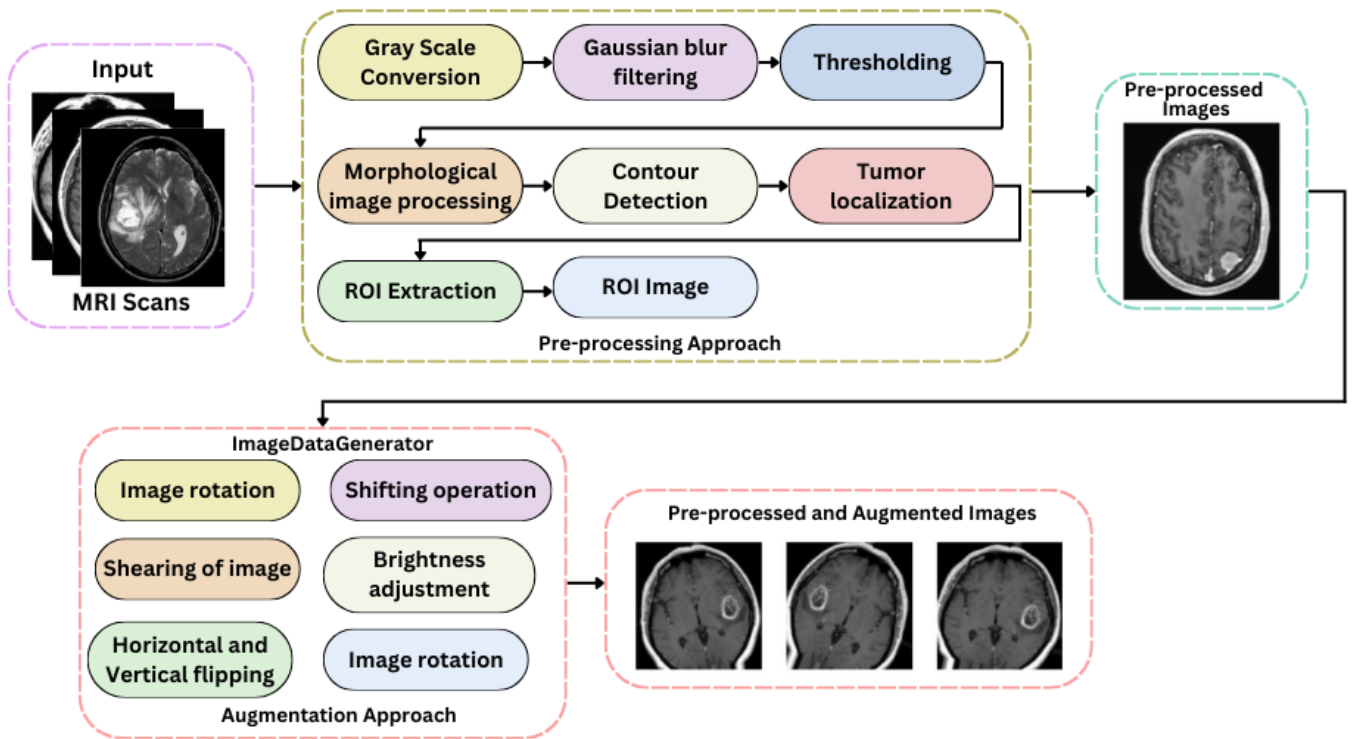 Input
MRI Scans
Gray Scale
Conversion
Gaussian blur
filtering
Thresholding
Morphological
image processing
Contour
Detection
Tumor
localization
ROI Extraction
ROI Image
Pre-processing Approach
Pre-processed
Images
ImageDataGenerator
Image rotation
Shifting operation
Shearing of image
Brightness
adjustment
Horizontal and
Vertical flipping
Image rotation
Augmentation Approach
Pre-processed and Augmented Images